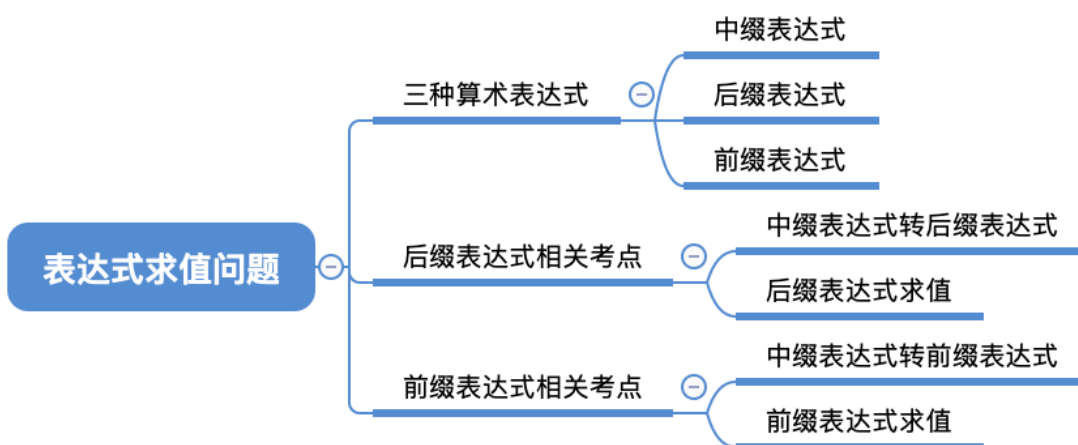 表达式求值问题
三种算术表达式
中缀表达式
后缀表达式
前缀表达式
后缀表达式相关考点
中缀表达式转后缀表达式
后缀表达式求值
前缀表达式相关考点
中缀表达式转前缀表达式
前缀表达式求值